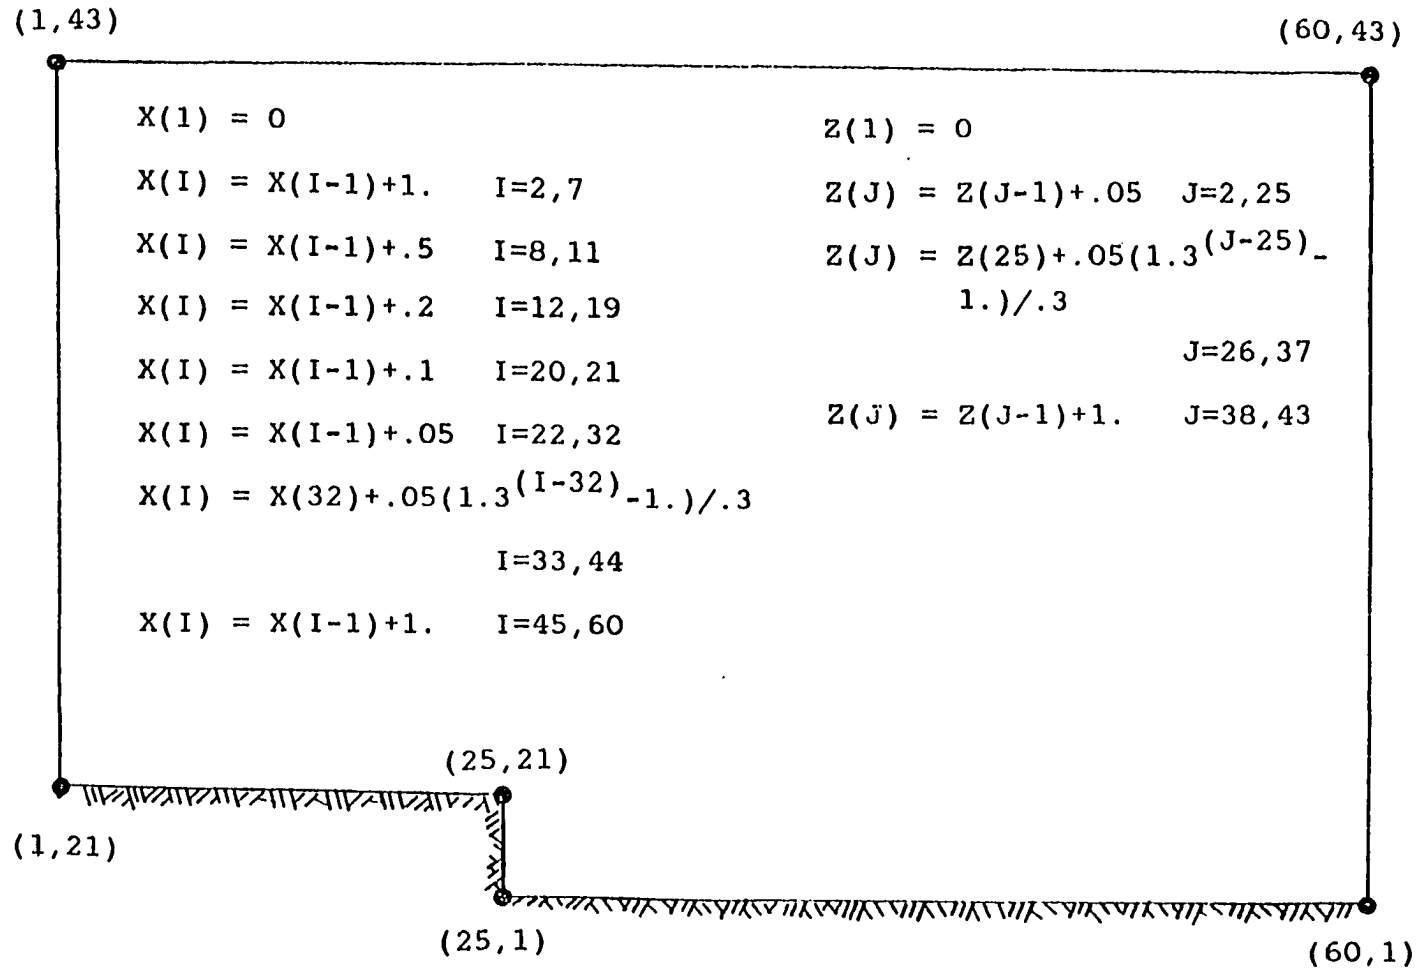 (1,43)
(60,43)
X(1) = 0
X(I) = X(I-1)+1. I=2,7
X(I) = X(I-1)+.5 I=8,11
X(I) = X(I-1)+.2 I=12,19
X(I) = X(I-1)+.1 I=20,21
X(I) = X(I-1)+.05 I=22,32
X(I) = X(32)+.05(1.3^(I-32)-1.)/.3
I=33,44
X(I) = X(I-1)+1. I=45,60
Z(1) = 0
Z(J) = Z(J-1)+.05 J=2,25
Z(J) = Z(25)+.05(1.3^(J-25)-
1.)/.3
J=26,37
Z(J) = Z(J-1)+1. J=38,43
(25,21)
(1,21)
(25,1)
(60,1)